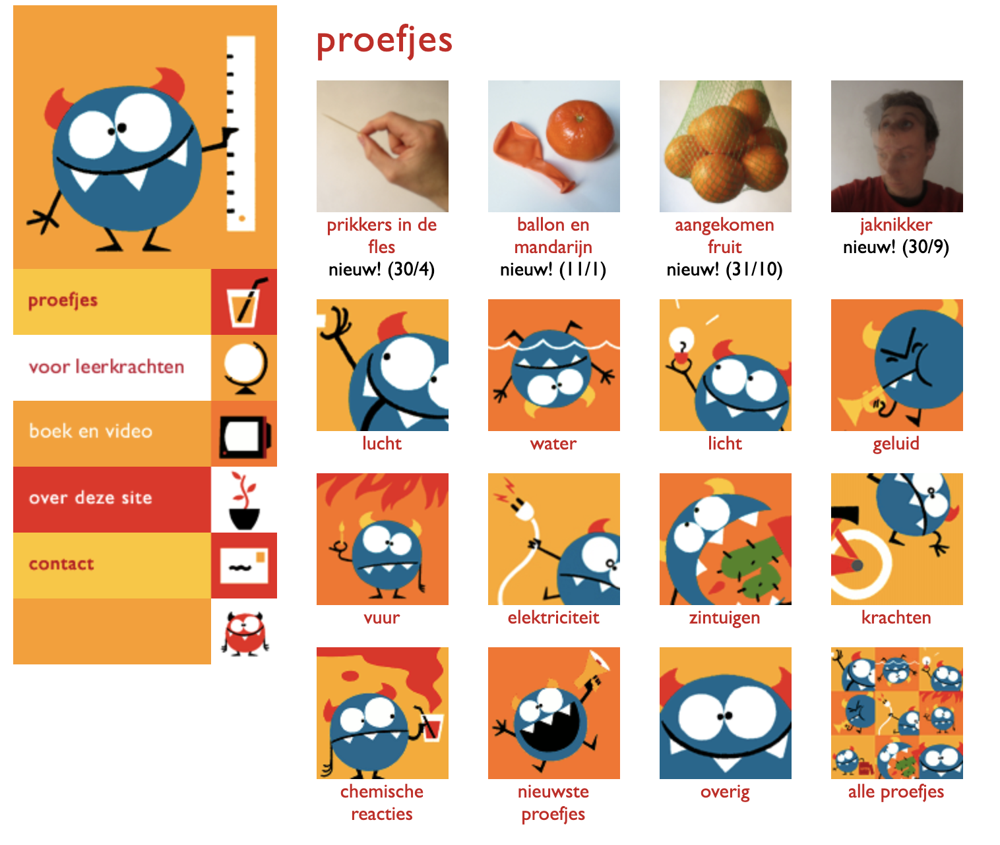 proefjes
voor leerkrachten
boek en video
over deze site
contact
proefjes
prikkers in de
fles
nieuw! (30/4)
ballon en
mandarijn
nieuw! (11/1)
aangekomen
fruit
nieuw! (31/10)
jaknikker
nieuw! (30/9)
lucht
water
licht
geluid
vuur
elektriciteit
zintuigen
krachten
chemische
reacties
nieuwste
proefjes
overig
alle proefjes